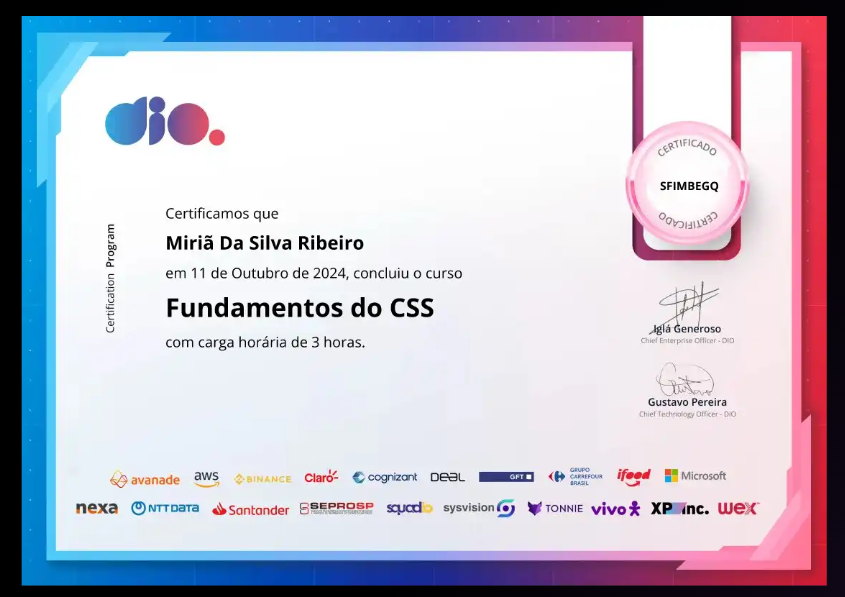 dio.
CERTIFICADO
SFIMBEGQ
CERTIFICADO
Certification Program
Certificamos que
Miriã Da Silva Ribeiro
em 11 de Outubro de 2024, concluiu o curso
Fundamentos do CSS
com carga horária de 3 horas.
Iglá Generoso
Chief Enterprise Officer - DIO
Gustavo Pereira
Chief Technology Officer - DIO
avanade aws BINANCE Claro cognizant DEAL GFT GRUPO CARREFOUR BRASIL ifood Microsoft
nexa NTT DATA Santander SEPROSP squadio sysvision TONNIE vivo XP inc. wex